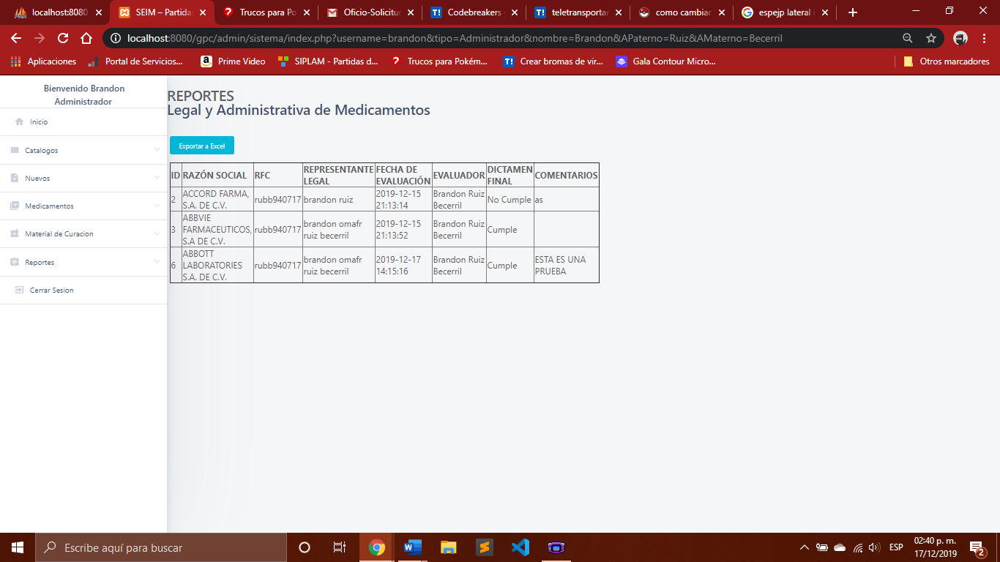 localhost:8080
SEIM – Partidas
Trucos para Po
Oficio-Solicitud
Codebreakers y
teletransportar
como cambiar
espejp lateral i
localhost:8080/gpc/admin/sistema/index.php?username=brandon&tipo=Administrador&nombre=Brandon&APaterno=Ruiz&AMaterno=Becerril
Aplicaciones
Portal de Servicios...
Prime Video
SIPLAM - Partidas d...
Trucos para Pokém...
Crear bromas de vir...
Gala Contour Micro...
Otros marcadores
Bienvenido Brandon
Administrador
Inicio
Catalogos
Nuevos
Medicamentos
Material de Curacion
Reportes
Cerrar Sesion
REPORTES
Legal y Administrativa de Medicamentos
Exportar a Excel
ID RAZÓN SOCIAL RFC REPRESENTANTE LEGAL FECHA DE EVALUACIÓN EVALUADOR DICTAMEN FINAL COMENTARIOS
2 ACCORD FARMA, S.A. DE C.V. rubb940717 brandon ruiz 2019-12-15 21:13:14 Brandon Ruiz Becerril No Cumple as
3 ABBVIE FARMACEUTICOS, S.A DE C.V. rubb940717 brandon omafr ruiz becerril 2019-12-15 21:13:52 Brandon Ruiz Becerril Cumple
6 ABBOTT LABORATORIES S.A. DE C.V. rubb940717 brandon omafr ruiz becerril 2019-12-17 14:15:16 Brandon Ruiz Becerril Cumple ESTA ES UNA PRUEBA
Escribe aquí para buscar
ESP
02:40 p. m.
17/12/2019
2